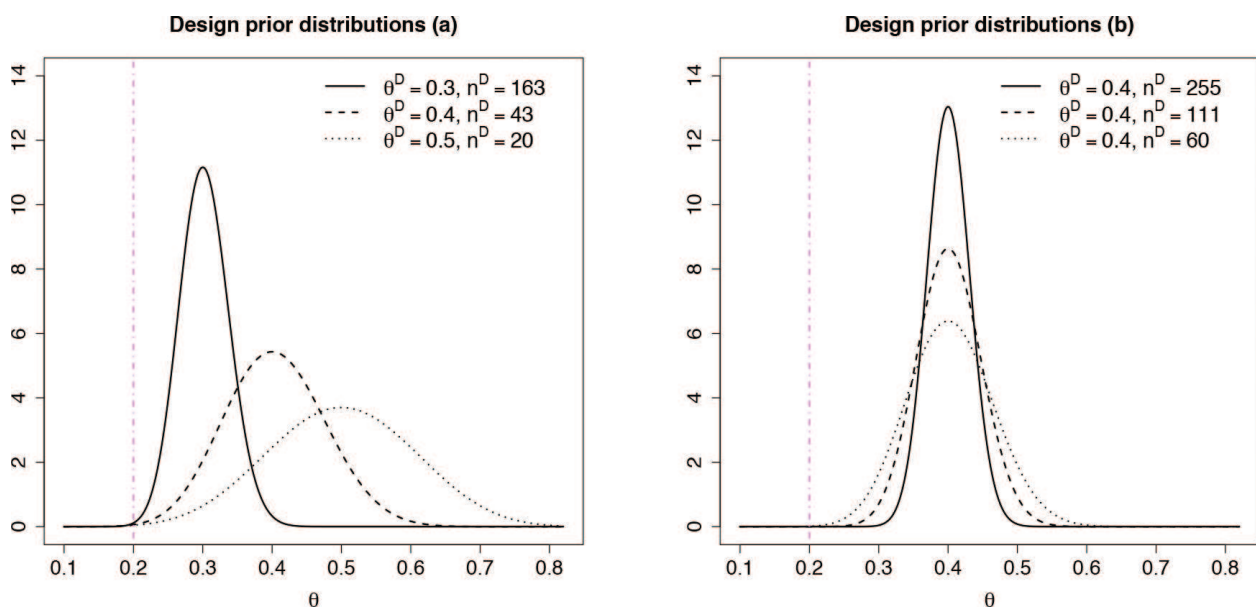 Design prior distributions (a)
θ^D = 0.3, n^D = 163
θ^D = 0.4, n^D = 43
θ^D = 0.5, n^D = 20
14
12
10
8
6
4
2
0
0.1 0.2 0.3 0.4 0.5 0.6 0.7 0.8
θ
Design prior distributions (b)
θ^D = 0.4, n^D = 255
θ^D = 0.4, n^D = 111
θ^D = 0.4, n^D = 60
14
12
10
8
6
4
2
0
0.1 0.2 0.3 0.4 0.5 0.6 0.7 0.8
θ